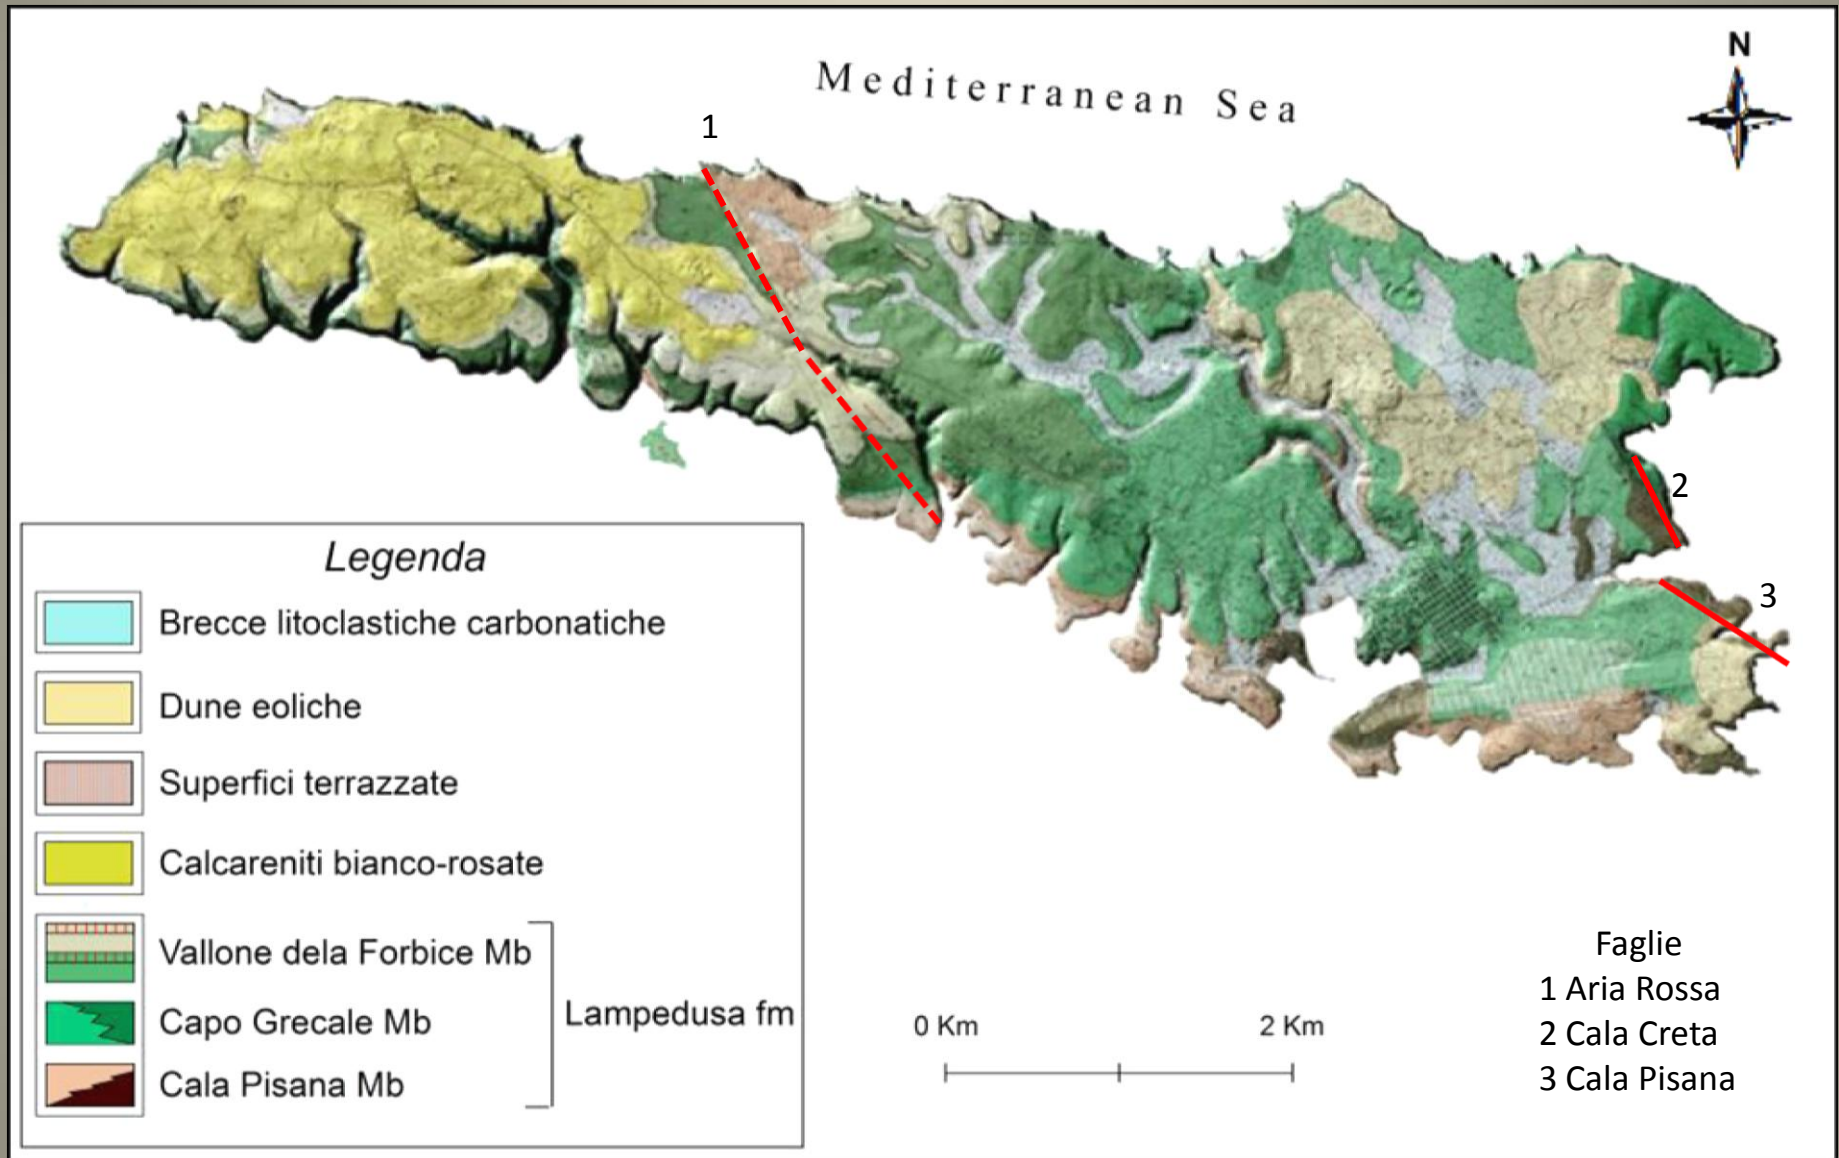 Mediterranean Sea
N
1
2
3
Legenda
Brecce litoclastiche carbonatiche
Dune eoliche
Superfici terrazzate
Calcareniti bianco-rosate
Vallone dela Forbice Mb
Capo Grecale Mb
Cala Pisana Mb
Lampedusa fm
0 Km 2 Km
Faglie
1 Aria Rossa
2 Cala Creta
3 Cala Pisana